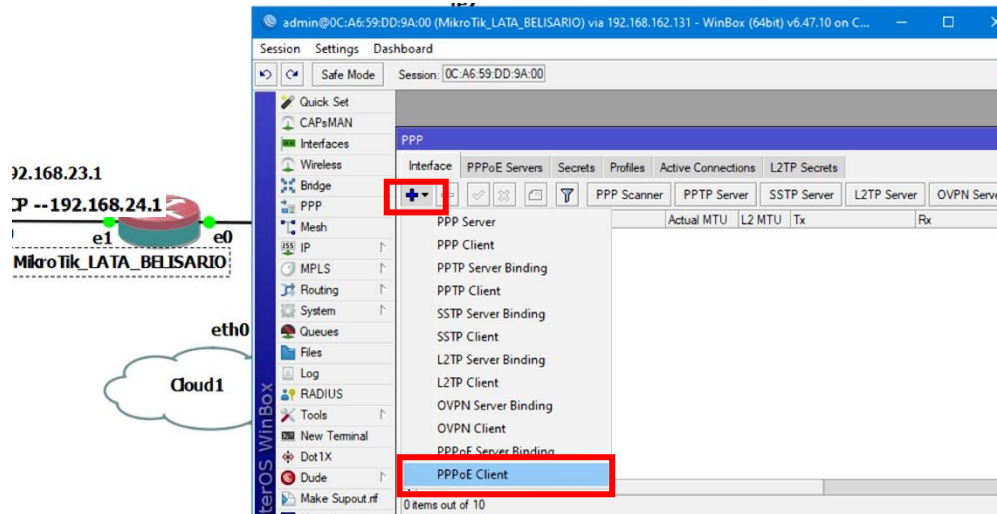 admin@0C:A6:59:DD:9A:00 (MikroTik_LATA_BELISARIO) via 192.168.162.131 - WinBox (64bit) v6.47.10 on C...
Session Settings Dashboard
Safe Mode Session: 0C:A6:59:DD:9A:00
Quick Set
CAPsMAN
Interfaces
Wireless
Bridge
PPP
Mesh
IP
MPLS
Routing
System
Queues
Files
Log
RADIUS
Tools
New Terminal
Dot1X
Dude
Make Supout.rif
terOS WinBox
PPP
Interface PPPoE Servers Secrets Profiles Active Connections L2TP Secrets
PPP Scanner PPTP Server SSTP Server L2TP Server OVPN Serve
Actual MTU L2 MTU Tx Rx
PPP Server
PPP Client
PPTP Server Binding
PPTP Client
SSTP Server Binding
SSTP Client
L2TP Server Binding
L2TP Client
OVPN Server Binding
OVPN Client
PPPoE Server Binding
PPPoE Client
0 items out of 10
92.168.23.1
CP --192.168.24.1
e1 e0
MikroTik_LATA_BELISARIO
eth0
Cloud1